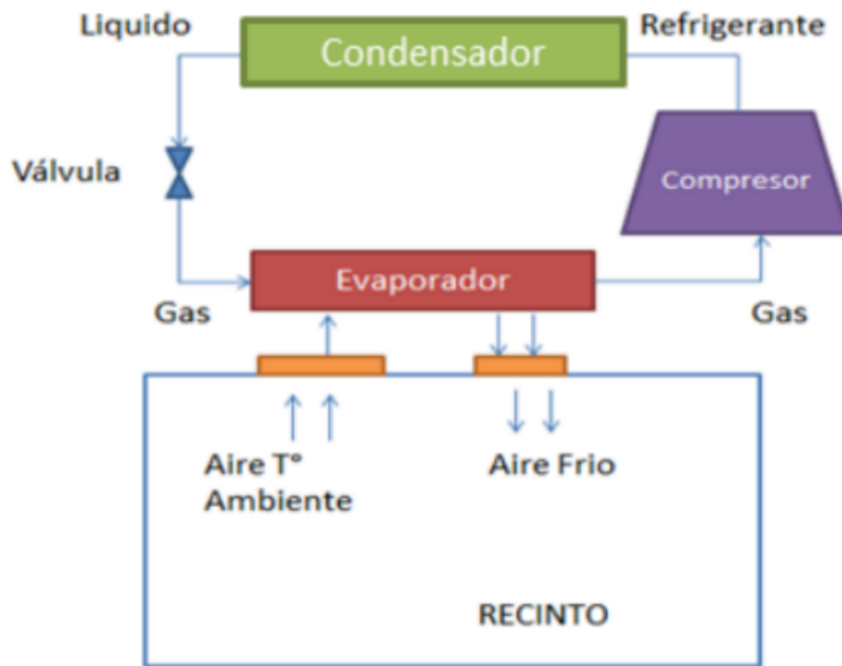 Liquido
Condensador
Refrigerante
Válvula
Compresor
Evaporador
Gas
Gas
Aire T°
Ambiente
Aire Frio
RECINTO